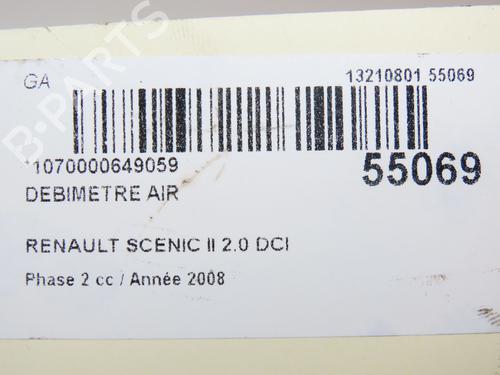 GA
13210801 55069
*1070000649059
55069
DEBIMETRE AIR
RENAULT SCENIC II 2.0 DCI
Phase 2 cc / Année 2008
B-PARTS